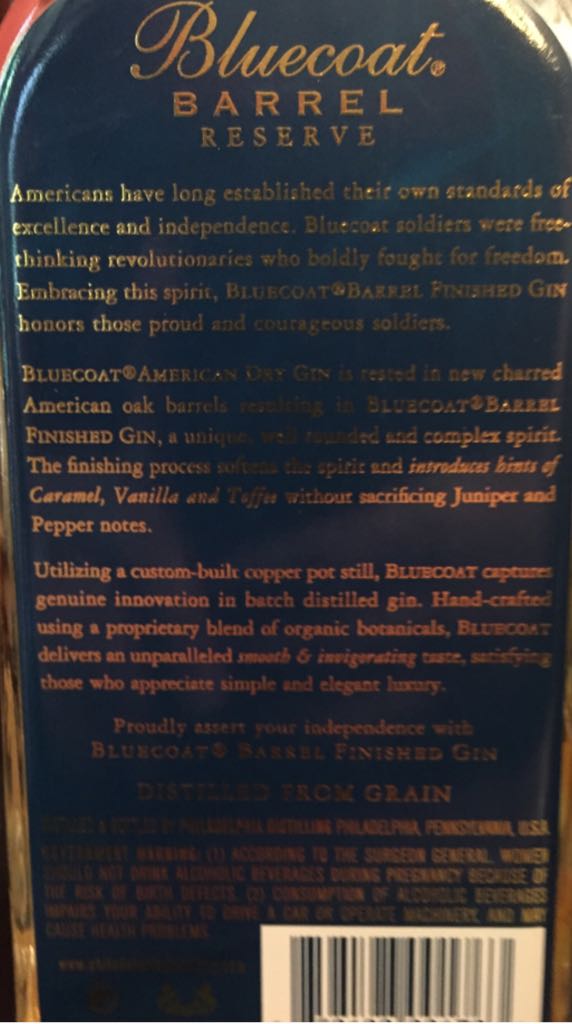 Bluecoat®
BARREL
RESERVE
Americans have long established their own standards of
excellence and independence. Bluecoat soldiers were free-
thinking revolutionaries who boldly fought for freedom.
Embracing this spirit, BLUECOAT®BARREL FINISHED GIN
honors those proud and courageous soldiers.
BLUECOAT®AMERICAN DRY GIN is rested in new charred
American oak barrels resulting in BLUECOAT®BARREL
FINISHED GIN, a unique, well rounded and complex spirit.
The finishing process softens the spirit and introduces hints of
Caramel, Vanilla and Toffee without sacrificing Juniper and
Pepper notes.
Utilizing a custom-built copper pot still, BLUECOAT captures
genuine innovation in batch distilled gin. Hand-crafted
using a proprietary blend of organic botanicals, BLUECOAT
delivers an unparalleled smooth & invigorating taste, satisfying
those who appreciate simple and elegant luxury.
Proudly assert your independence with
BLUECOAT® BARREL FINISHED GIN
DISTILLED FROM GRAIN
& BOTTLED BY PHILADELPHIA DISTILLING PHILADELPHIA, PENNSYLVANIA, U.S.A.
GOVERNMENT WARNING: (1) ACCORDING TO THE SURGEON GENERAL, WOMEN
SHOULD NOT DRINK ALCOHOLIC BEVERAGES DURING PREGNANCY BECAUSE OF
THE RISK OF BIRTH DEFECTS. (2) CONSUMPTION OF ALCOHOLIC BEVERAGES
IMPAIRS YOUR ABILITY TO DRIVE A CAR OR OPERATE MACHINERY, AND MAY
CAUSE HEALTH PROBLEMS.